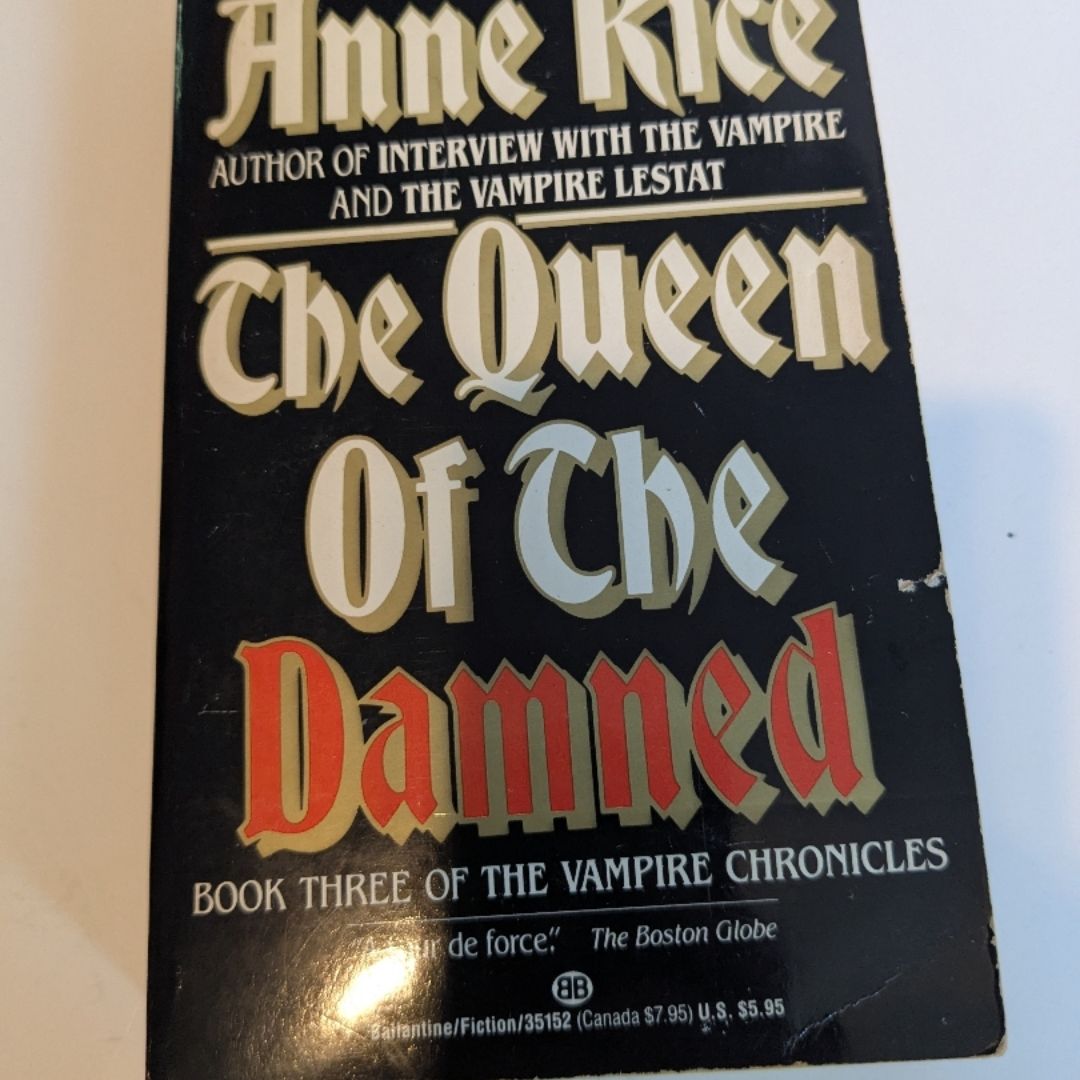 Anne Rice
AUTHOR OF INTERVIEW WITH THE VAMPIRE
AND THE VAMPIRE LESTAT
The Queen
Of The
Damned
BOOK THREE OF THE VAMPIRE CHRONICLES
"A tour de force." The Boston Globe
BB
Ballantine/Fiction/35152 (Canada $7.95) U.S. $5.95